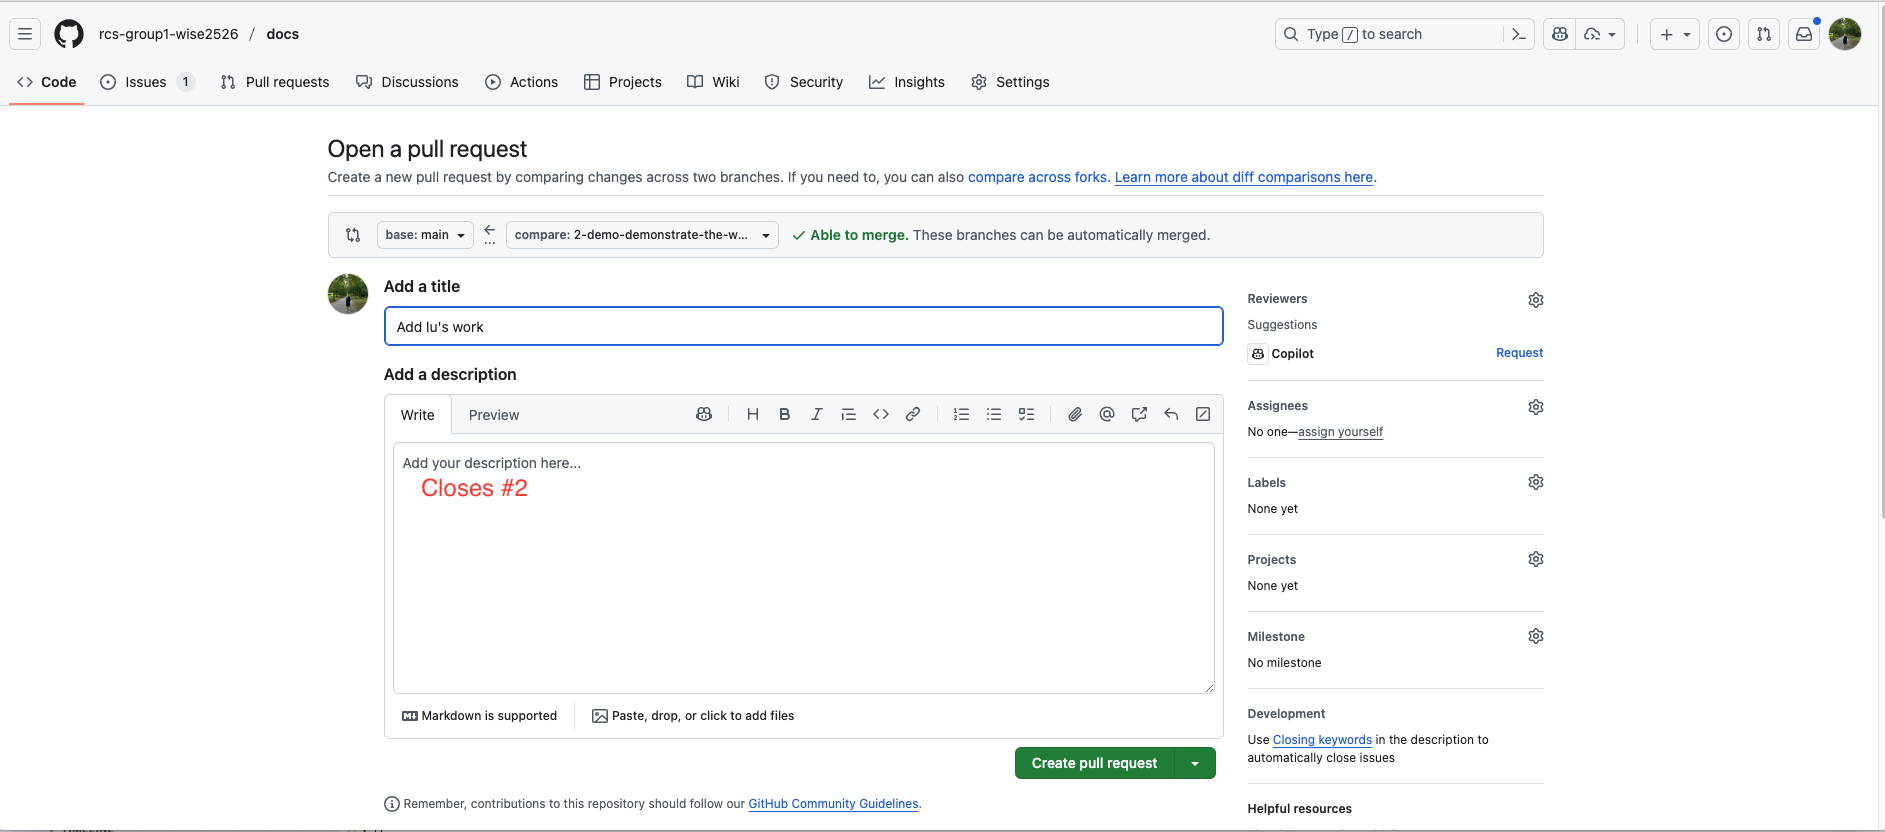 rcs-group1-wise2526 / docs
Type / to search
Code
Issues 1
Pull requests
Discussions
Actions
Projects
Wiki
Security
Insights
Settings
Open a pull request
Create a new pull request by comparing changes across two branches. If you need to, you can also compare across forks. Learn more about diff comparisons here.
base: main
compare: 2-demo-demonstrate-the-w...
Able to merge. These branches can be automatically merged.
Add a title
Add lu's work
Add a description
Write
Preview
H B I
Add your description here...
Closes #2
Markdown is supported
Paste, drop, or click to add files
Create pull request
Remember, contributions to this repository should follow our GitHub Community Guidelines.
Reviewers
Suggestions
Copilot
Request
Assignees
No one—assign yourself
Labels
None yet
Projects
None yet
Milestone
No milestone
Development
Use Closing keywords in the description to
automatically close issues
Helpful resources